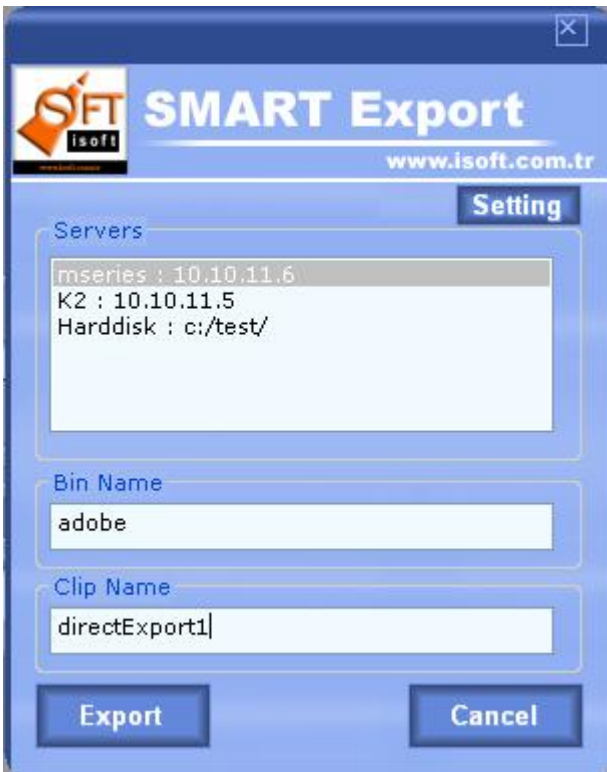 SFT
isoft
SMART Export
www.isoft.com.tr
Setting
Servers
mseries : 10.10.11.6
K2 : 10.10.11.5
Harddisk : c:/test/
Bin Name
adobe
Clip Name
directExport1
Export
Cancel